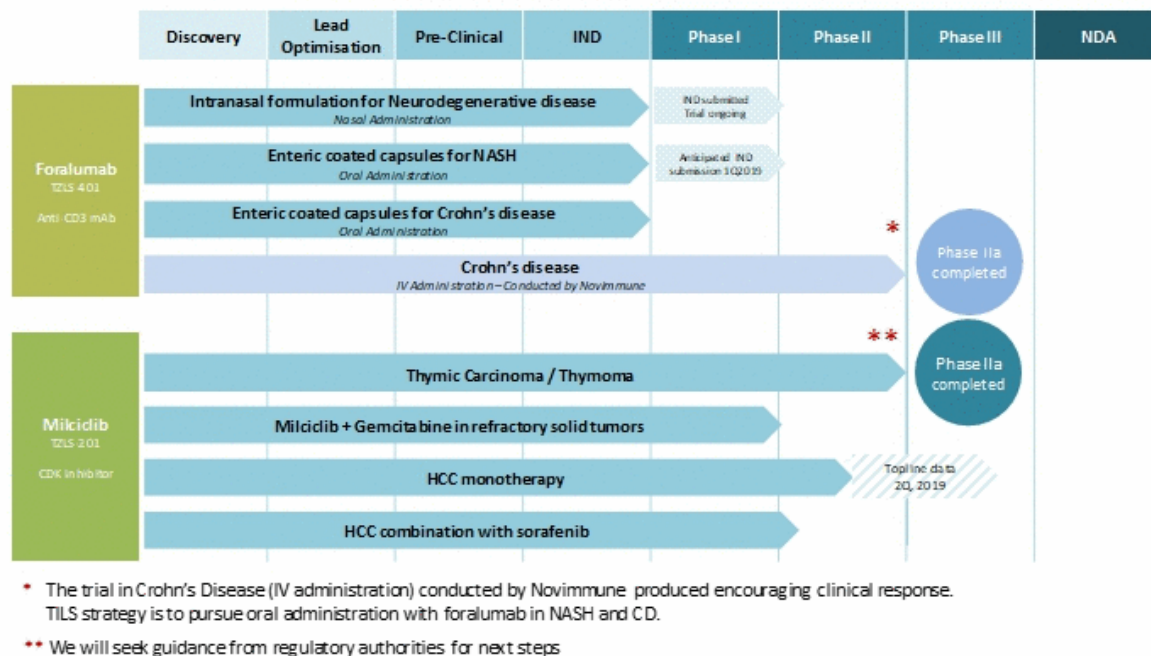 Discovery
Lead
Optimisation
Pre-Clinical
IND
Phase I
Phase II
Phase III
NDA
Foralumab
TZLS-401
Anti-CD3 mAb
Intranasal formulation for Neurodegenerative disease
Nasal Administration
IND submitted
Trial ongoing
Enteric coated capsules for NASH
Oral Administration
Anticipated IND
submission 1Q2019
Enteric coated capsules for Crohn's disease
Oral Administration
*
Crohn's disease
IV Administration – Conducted by Novimmune
Phase IIa
completed
Milciclib
TZLS-201
CDK inhibitor
**
Thymic Carcinoma / Thymoma
Phase IIa
completed
Milciclib + Gemcitabine in refractory solid tumors
HCC monotherapy
Topline data
2Q, 2019
HCC combination with sorafenib
* The trial in Crohn's Disease (IV administration) conducted by Novimmune produced encouraging clinical response.
TILS strategy is to pursue oral administration with foralumab in NASH and CD.
** We will seek guidance from regulatory authorities for next steps